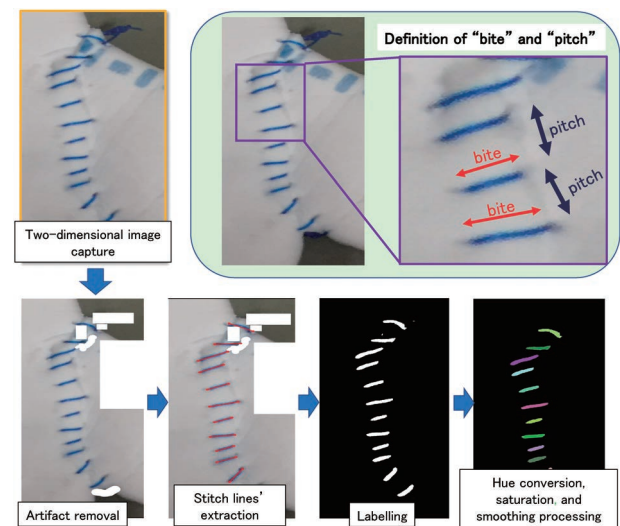 Definition of "bite" and "pitch"
pitch
bite
pitch
bite
Two-dimensional image
capture
Artifact removal
Stitch lines'
extraction
Labelling
Hue conversion,
saturation, and
smoothing processing